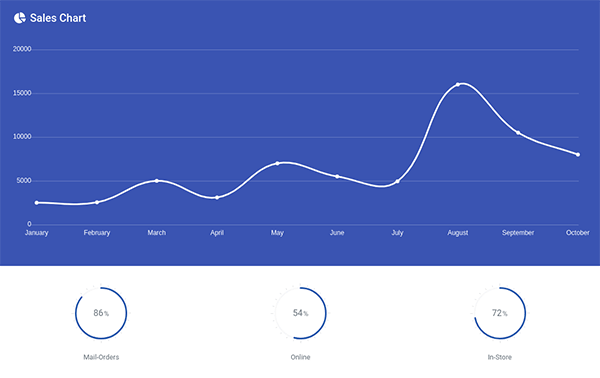 Sales Chart
20000
15000
10000
5000
0
January February March April May June July August September October
86%
54%
72%
Mail-Orders
Online
In-Store